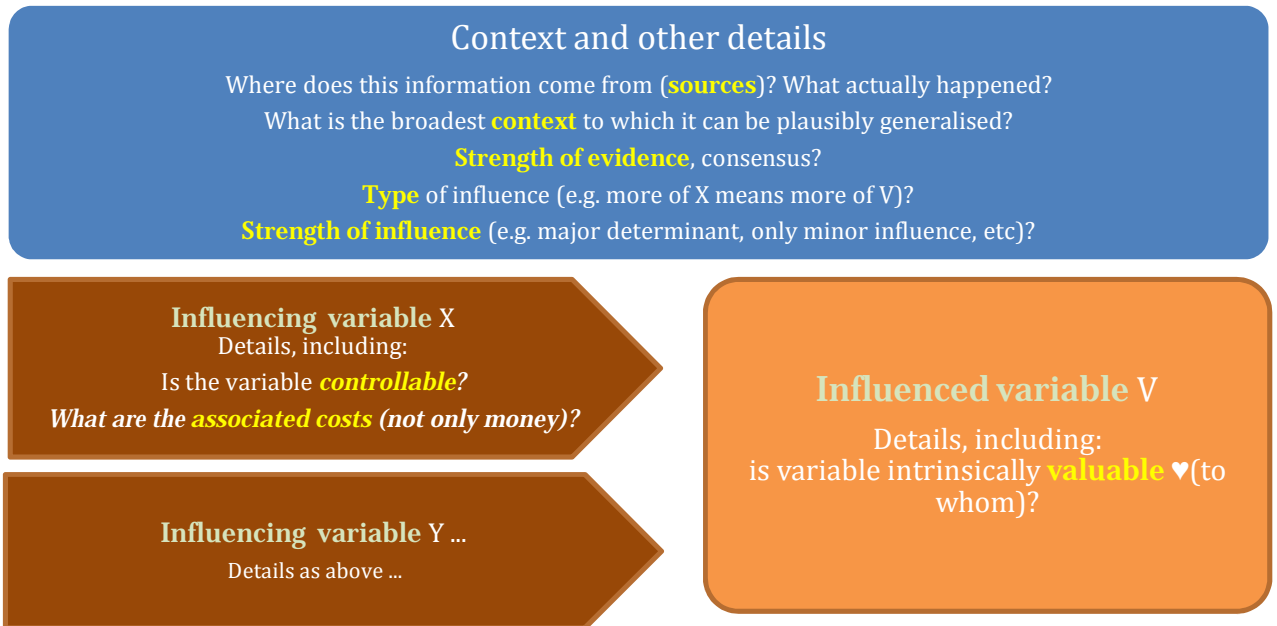 Context and other details
Where does this information come from (sources)? What actually happened?
What is the broadest context to which it can be plausibly generalised?
Strength of evidence, consensus?
Type of influence (e.g. more of X means more of V)?
Strength of influence (e.g. major determinant, only minor influence, etc)?
Influencing variable X
Details, including:
Is the variable controllable?
What are the associated costs (not only money)?
Influencing variable Y ...
Details as above ...
Influenced variable V
Details, including:
is variable intrinsically valuable ♥(to
whom)?